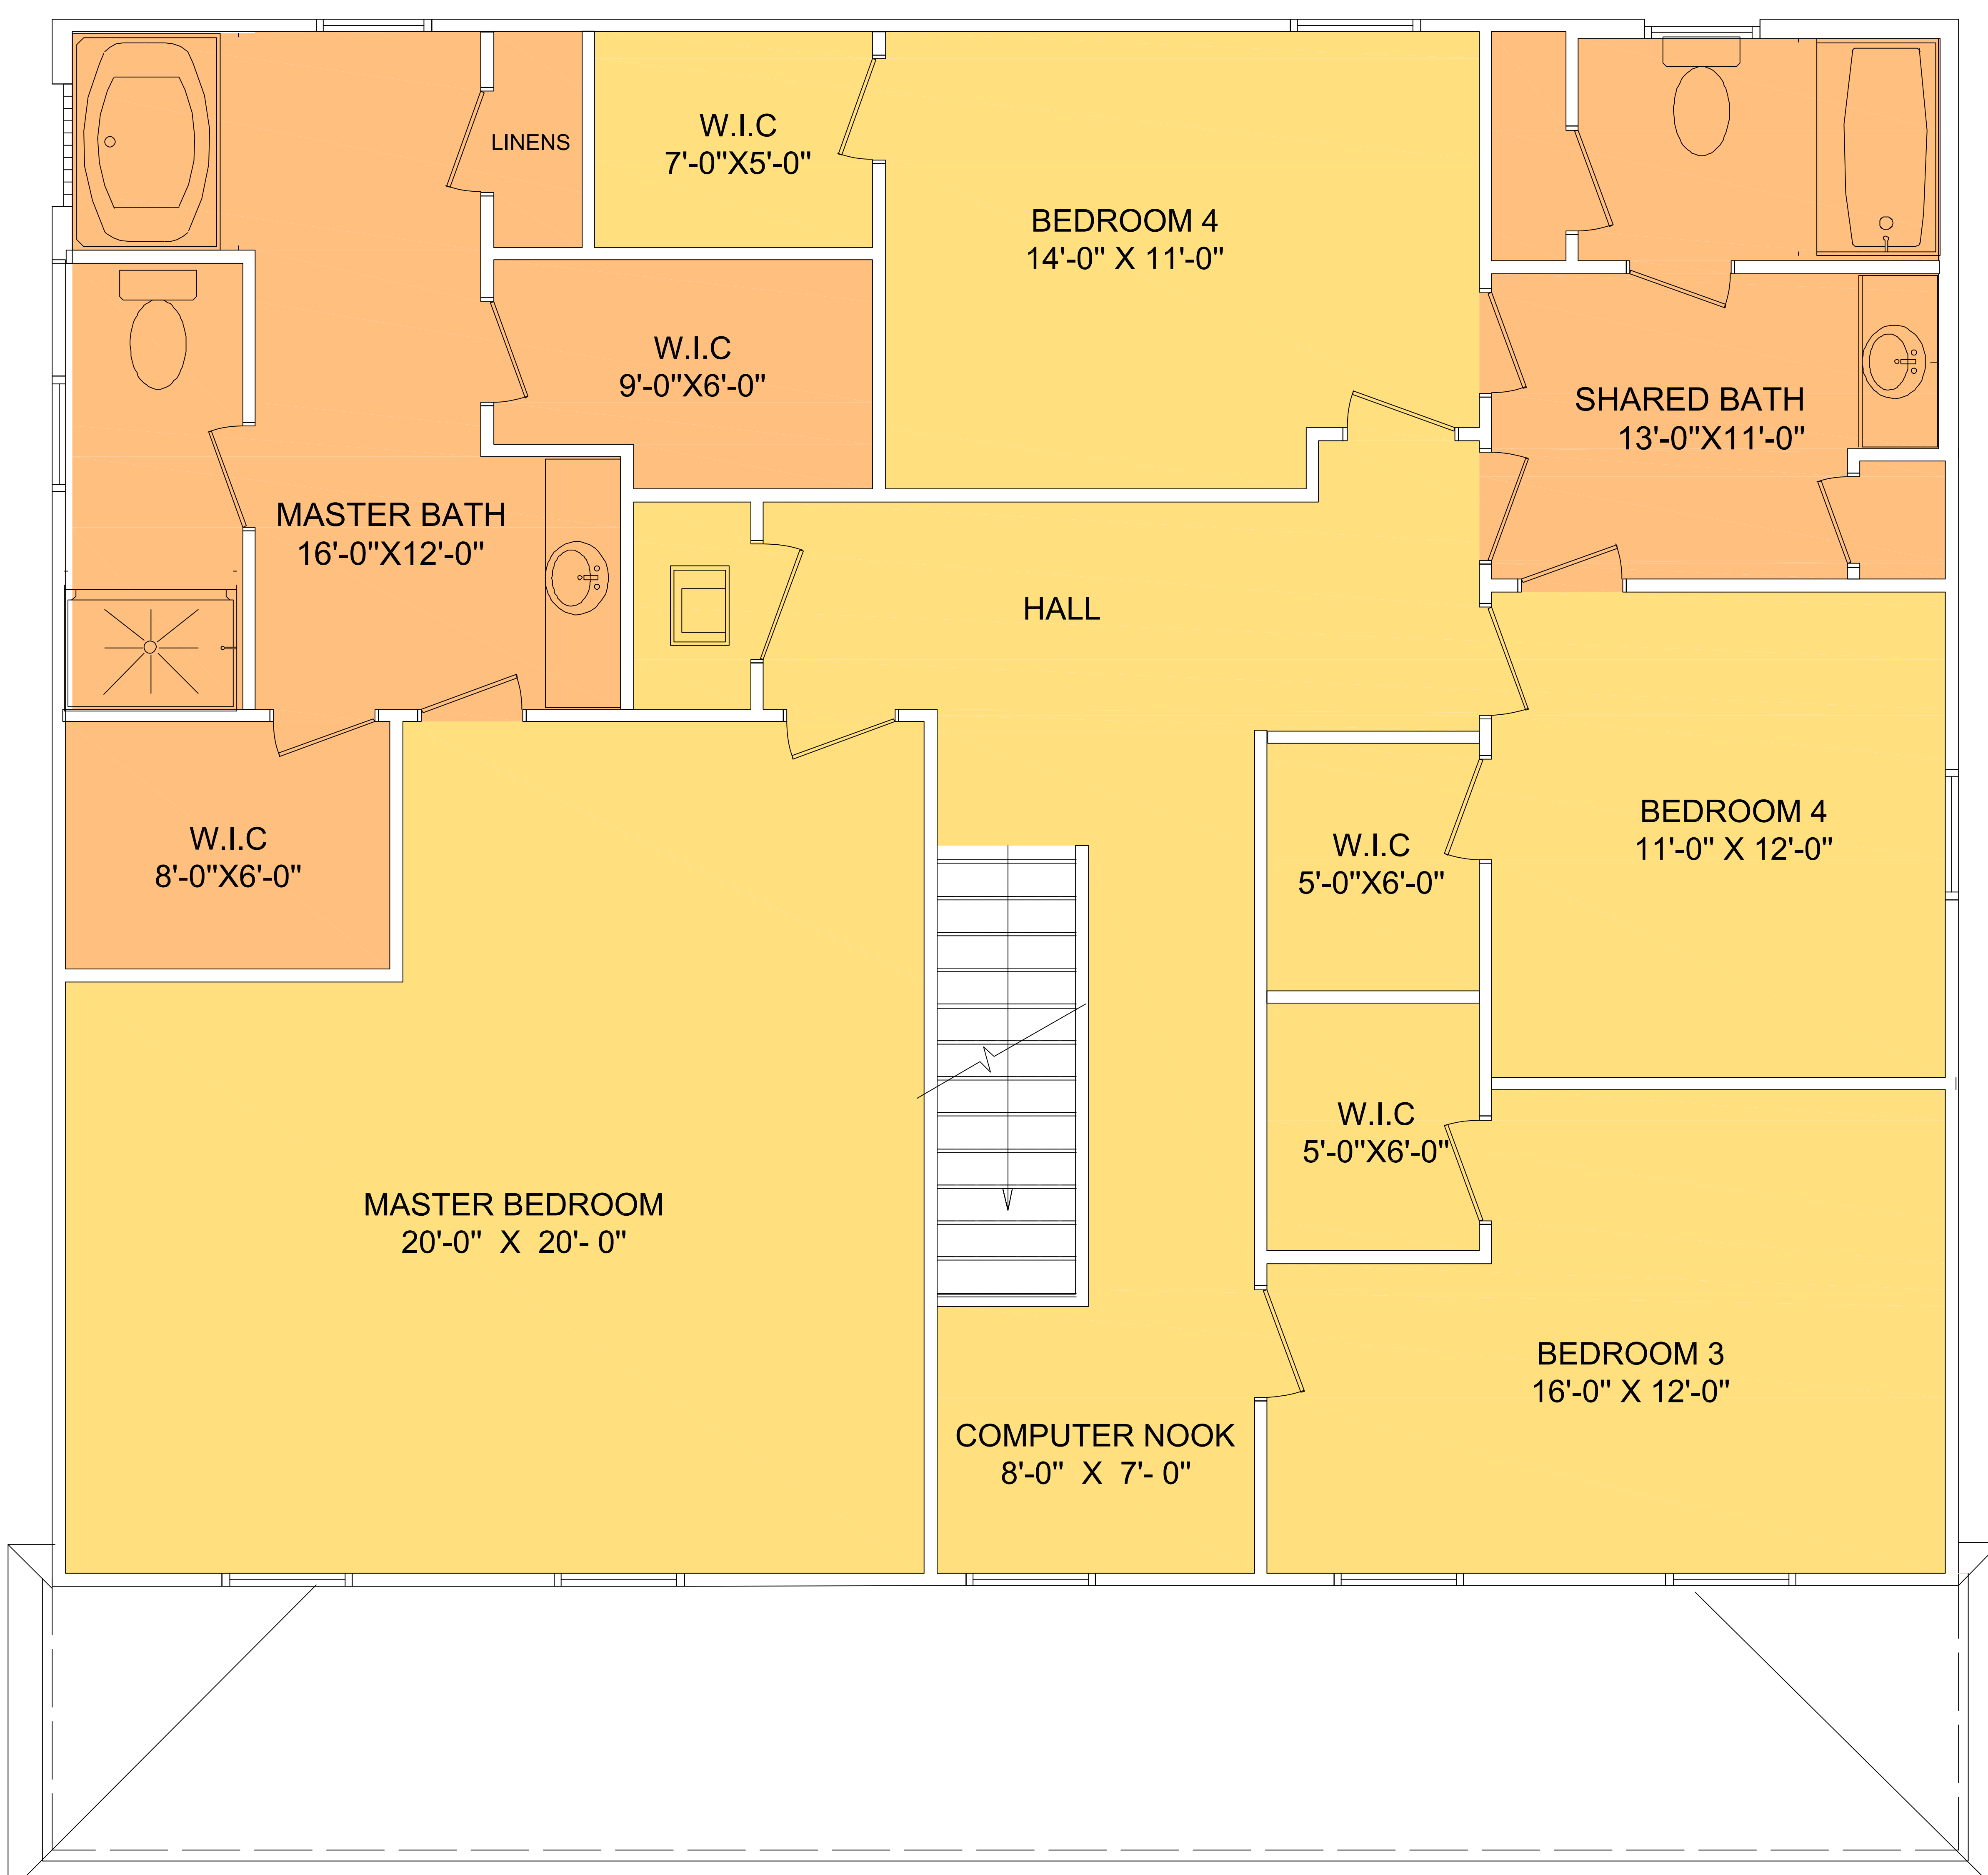 LINENS
W.I.C
7'-0"X5'-0"
BEDROOM 4
14'-0" X 11'-0"
W.I.C
9'-0"X6'-0"
SHARED BATH
13'-0"X11'-0"
MASTER BATH
16'-0"X12'-0"
HALL
W.I.C
8'-0"X6'-0"
W.I.C
5'-0"X6'-0"
BEDROOM 4
11'-0" X 12'-0"
W.I.C
5'-0"X6'-0"
MASTER BEDROOM
20'-0" X 20'- 0"
BEDROOM 3
16'-0" X 12'-0"
COMPUTER NOOK
8'-0" X 7'- 0"